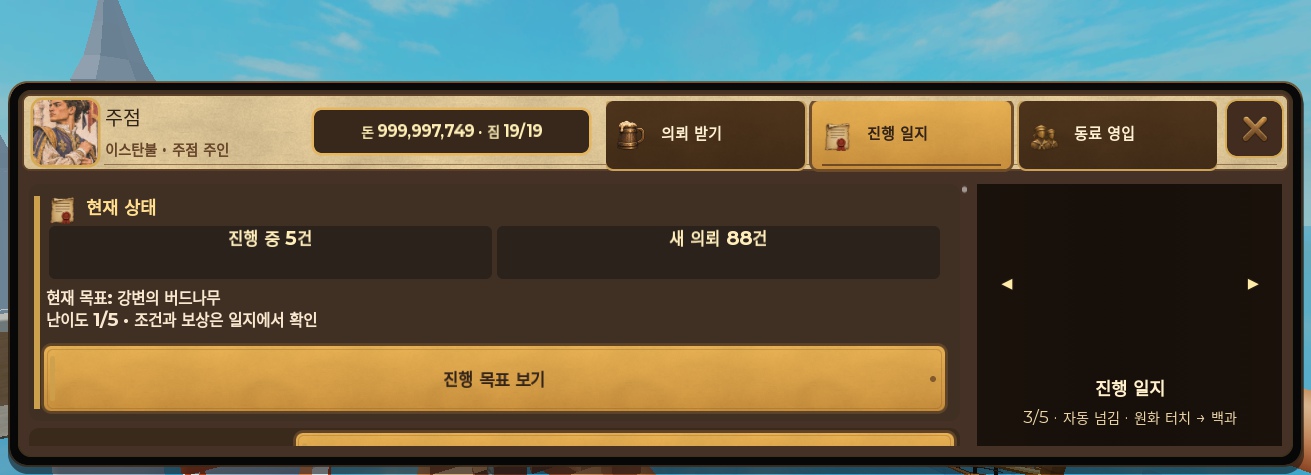 주점
이스탄불 • 주점 주인
돈 999,997,749 · 짐 19/19
의뢰 받기
진행 일지
동료 영입
현재 상태
진행 중 5건
새 의뢰 88건
현재 목표: 강변의 버드나무
난이도 1/5 • 조건과 보상은 일지에서 확인
진행 목표 보기
◀ ▶
진행 일지
3/5 · 자동 넘김 · 원화 터치 → 백과